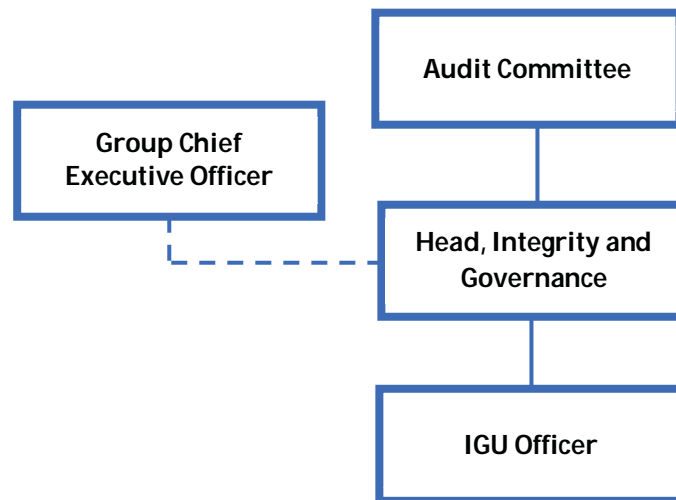 Audit Committee
Group Chief
Executive Officer
Head, Integrity and
Governance
IGU Officer